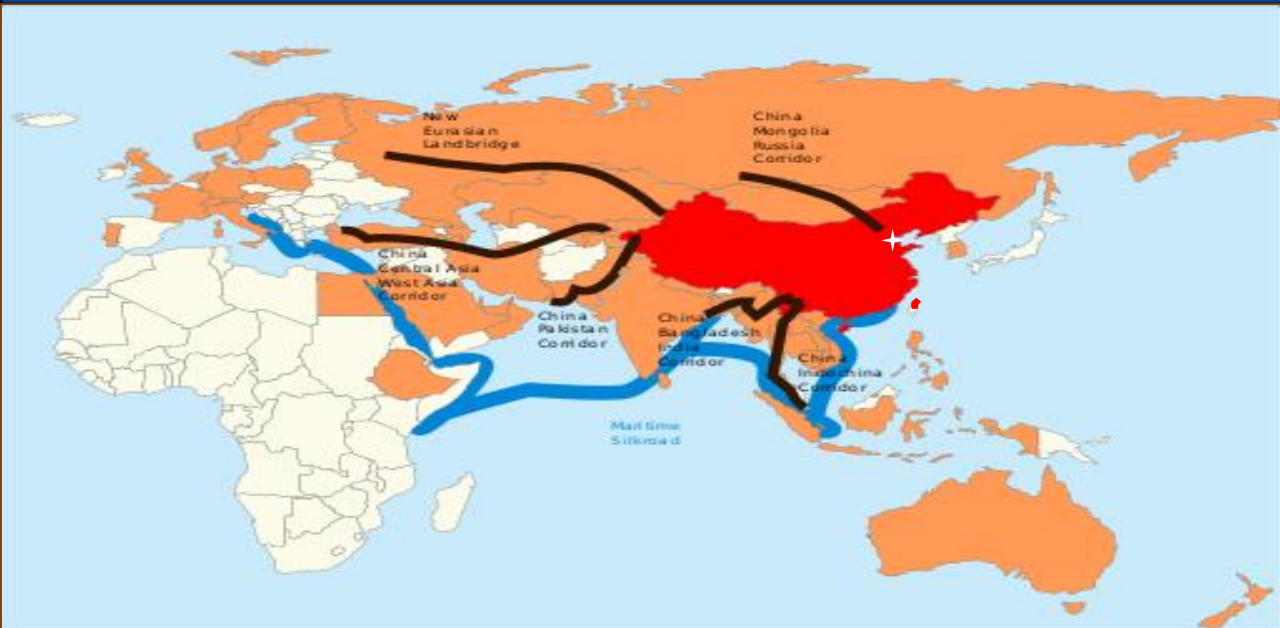 New
Eurasian
Landbridge
China
Mongolia
Russia
Corridor
China
Central Asia
West Asia
Corridor
China
Pakistan
Corridor
China
Bangladesh
India
Corridor
China
Indochina
Corridor
Maritime
Silkroad